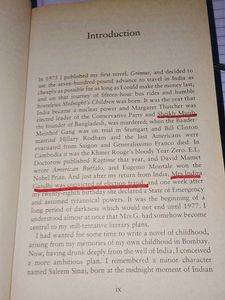 Introduction
In 1975 I published my first novel, Grimus, and decided to
use the seven-hundred pound advance to travel in India as
cheaply as possible for as long as I could make the money last,
and on that journey of fifteen-hour bus rides and humble
hostelries Midnight's Children was born. It was the year that
India became a nuclear power and Margaret Thatcher was
elected leader of the Conservative Party and Sheikh Mujib,
the founder of Bangladesh, was murdered; when the Baader-
Meinhof Gang was on trial in Stuttgart and Bill Clinton
married Hillary Rodham and the last Americans were
evacuated from Saigon and Generalissimo Franco died. In
Cambodia it was the Khmer Rouge's bloody Year Zero. E.L.
Doctorow published Ragtime that year, and David Mamet
wrote American Buffalo, and Eugenio Montale won the
Nobel Prize. And just after my return from India, Mrs Indira
Gandhi was convicted of election fraud, and one week after
my twenty-eighth birthday she declared a State of Emergency
and assumed tyrannical powers. It was the beginning of a
long period of darkness which would not end until 1977. I
understood almost at once that Mrs.G. had somehow become
central to my still-tentative literary plans.
I had wanted for some time to write a novel of childhood,
arising from my memories of my own childhood in Bombay.
Now, having drunk deeply from the well of India, I conceived
a more ambitious plan. I remembered a minor character
named Saleem Sinai, born at the midnight moment of Indian
IX